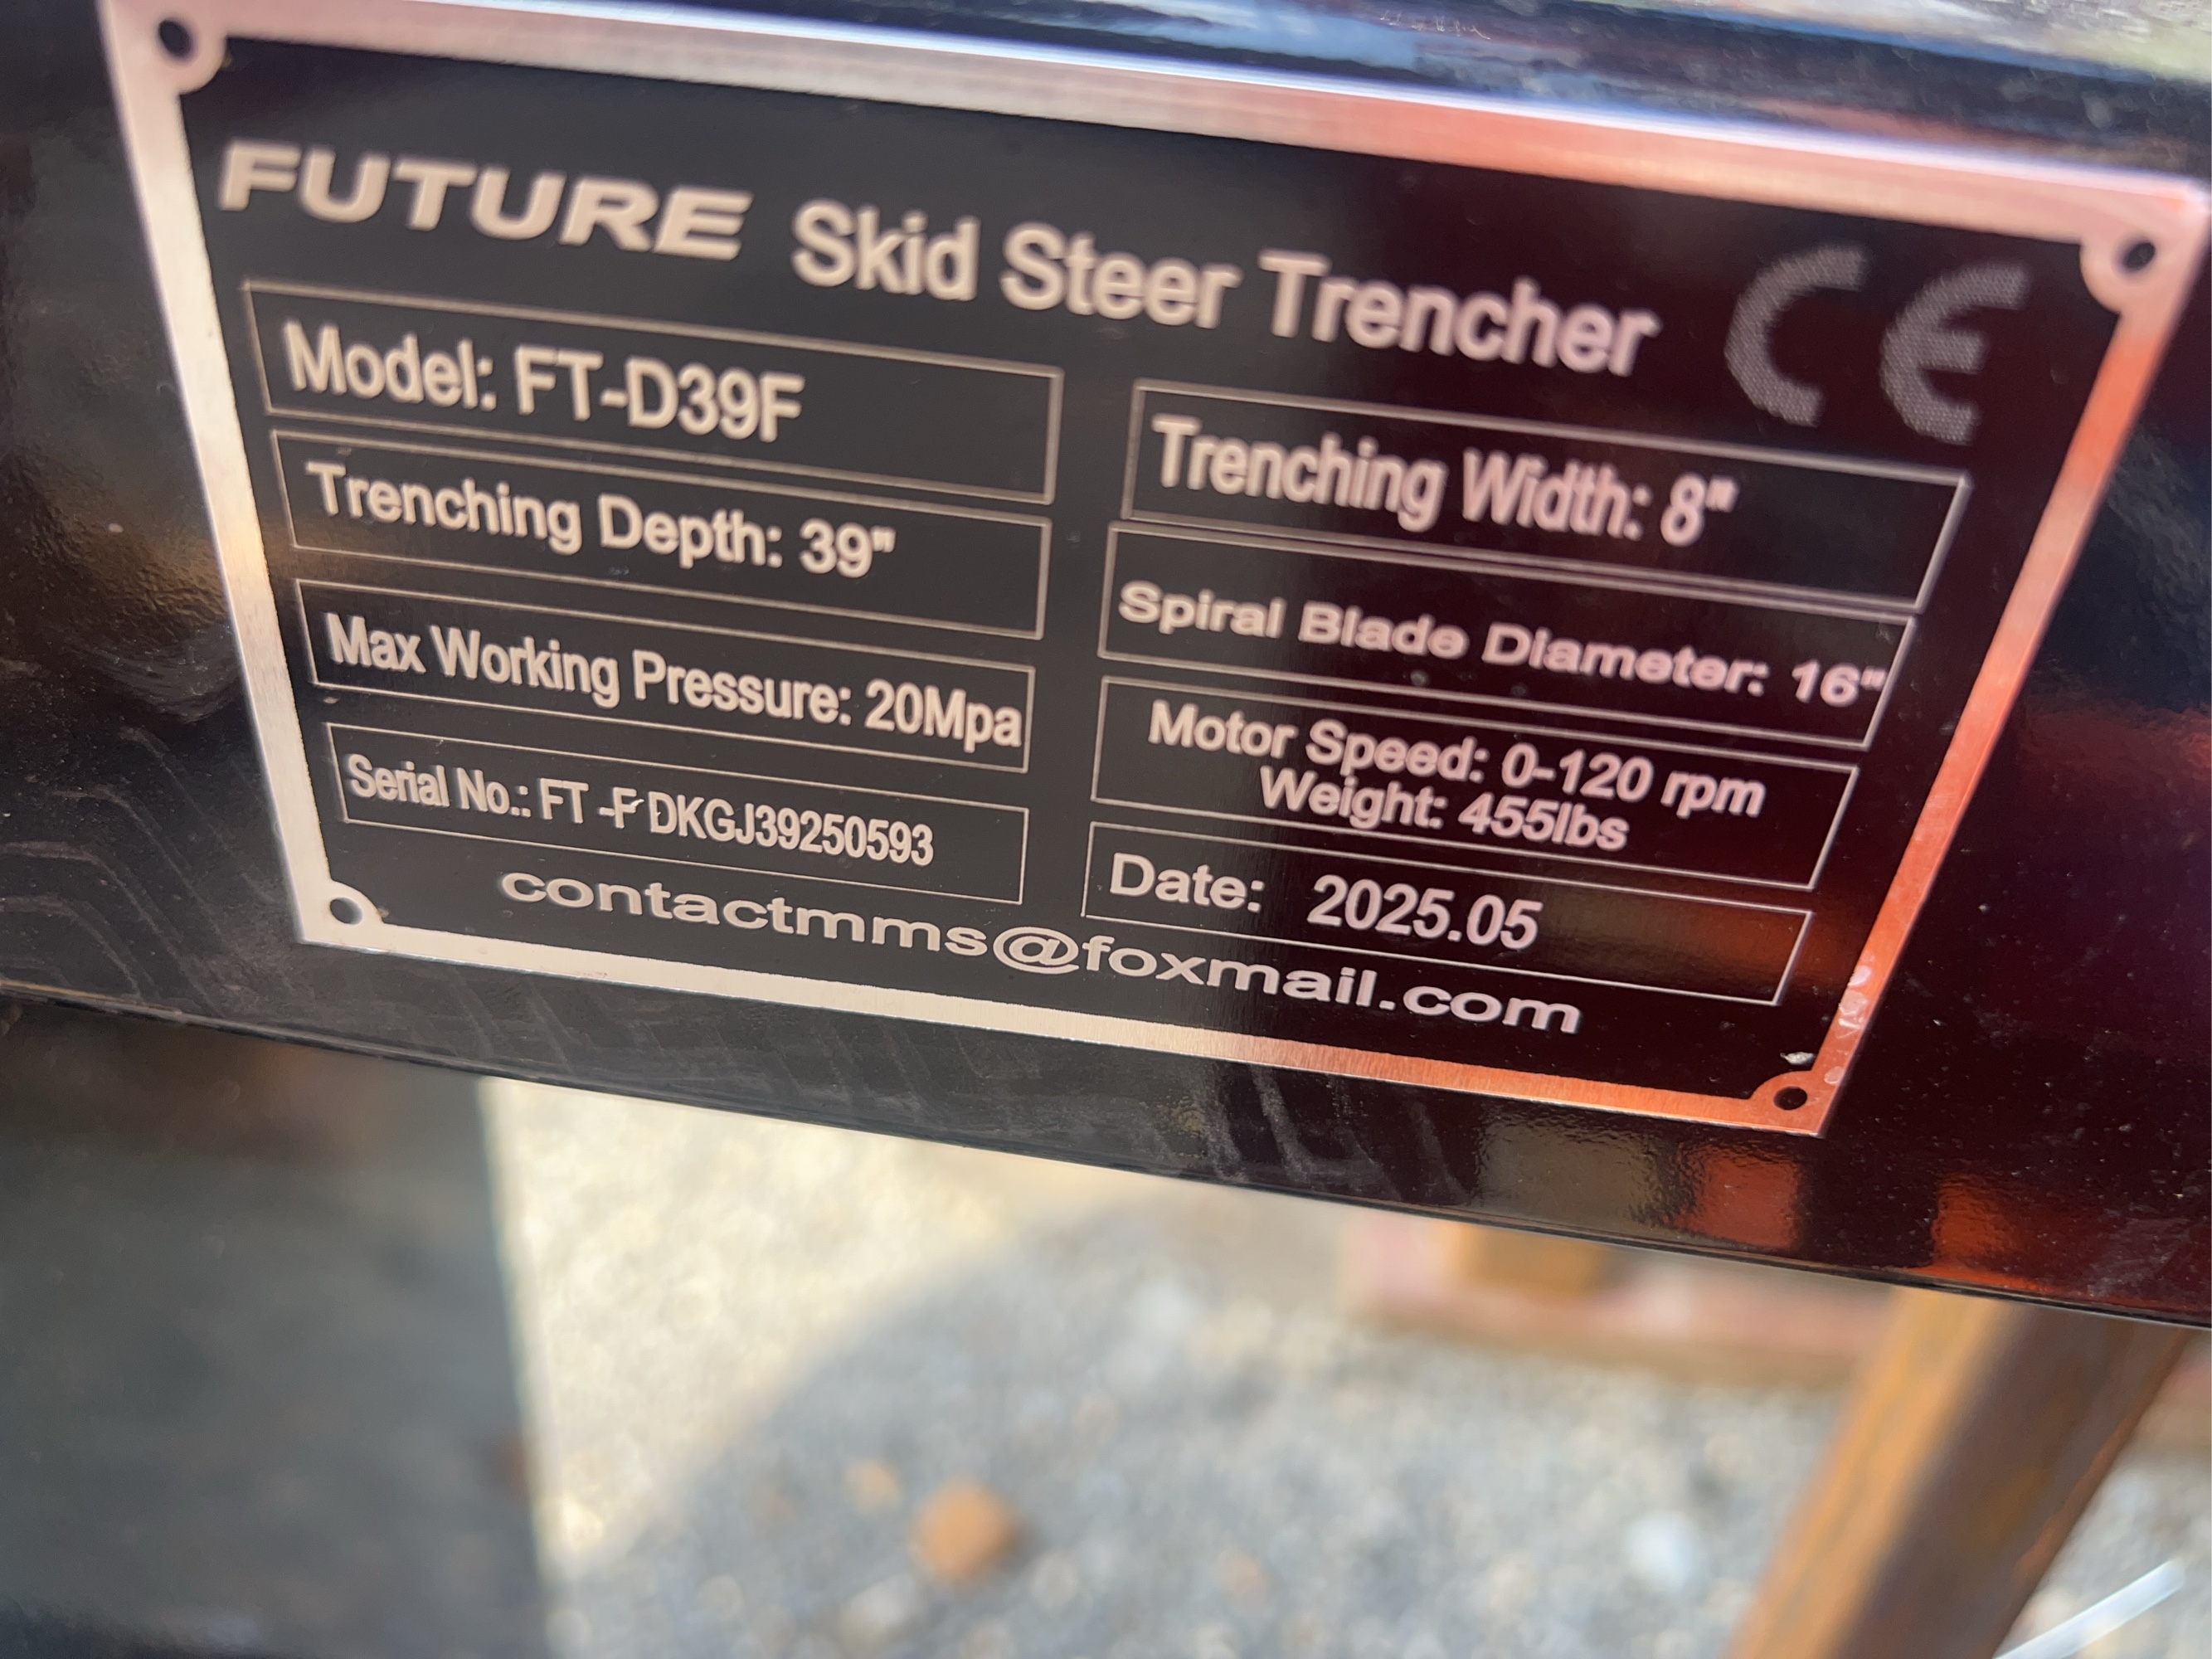 FUTURE Skid Steer Trencher CE
Model: FT-D39F
Trenching Width: 8"
Trenching Depth: 39"
Spiral Blade Diameter: 16"
Max Working Pressure: 20Mpa
Motor Speed: 0-120 rpm
Weight: 455lbs
Serial No.: FT -F DKGJ39250593
Date: 2025.05
contactmms@foxmail.com